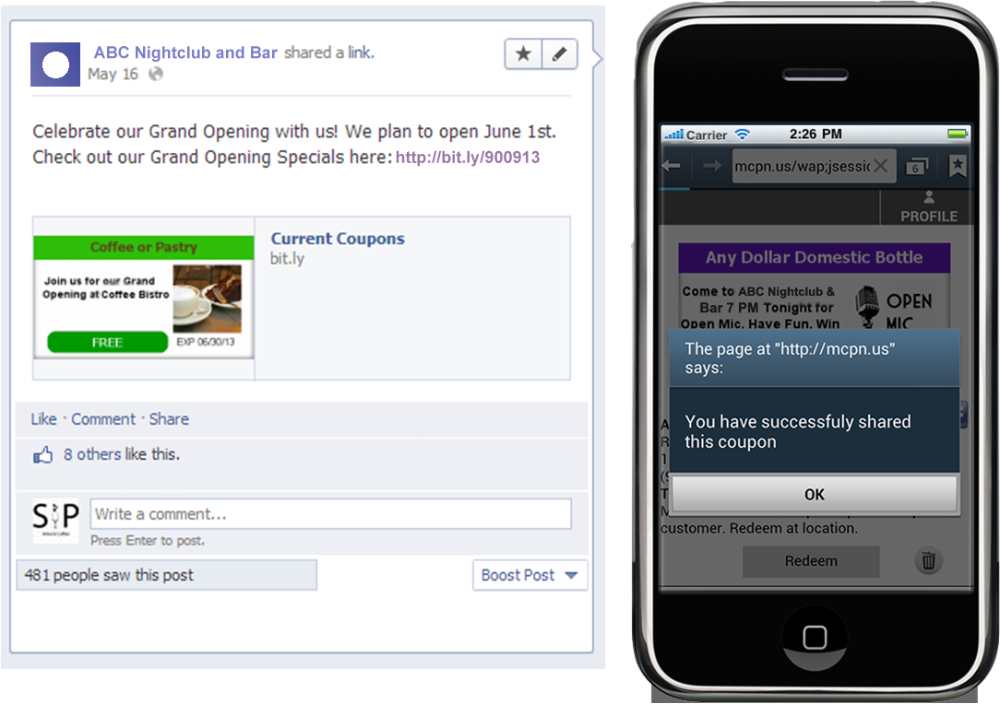 ABC Nightclub and Bar shared a link.
May 16
Celebrate our Grand Opening with us! We plan to open June 1st.
Check out our Grand Opening Specials here: http://bit.ly/900913
Coffee or Pastry
Join us for our Grand
Opening at Coffee Bistro
FREE
EXP 06/30/13
Current Coupons
bit.ly
Like · Comment · Share
8 others like this.
SIP
Write a comment...
Press Enter to post.
481 people saw this post
Boost Post
Carrier
2:26 PM
mcpn.us/wap;jsessic
6
PROFILE
Any Dollar Domestic Bottle
Come to ABC Nightclub &
Bar 7 PM Tonight for
Open Mic. Have Fun. Win
OPEN
MIC
The page at "http://mcpn.us"
says:
You have successfuly shared
this coupon
OK
customer. Redeem at location.
Redeem